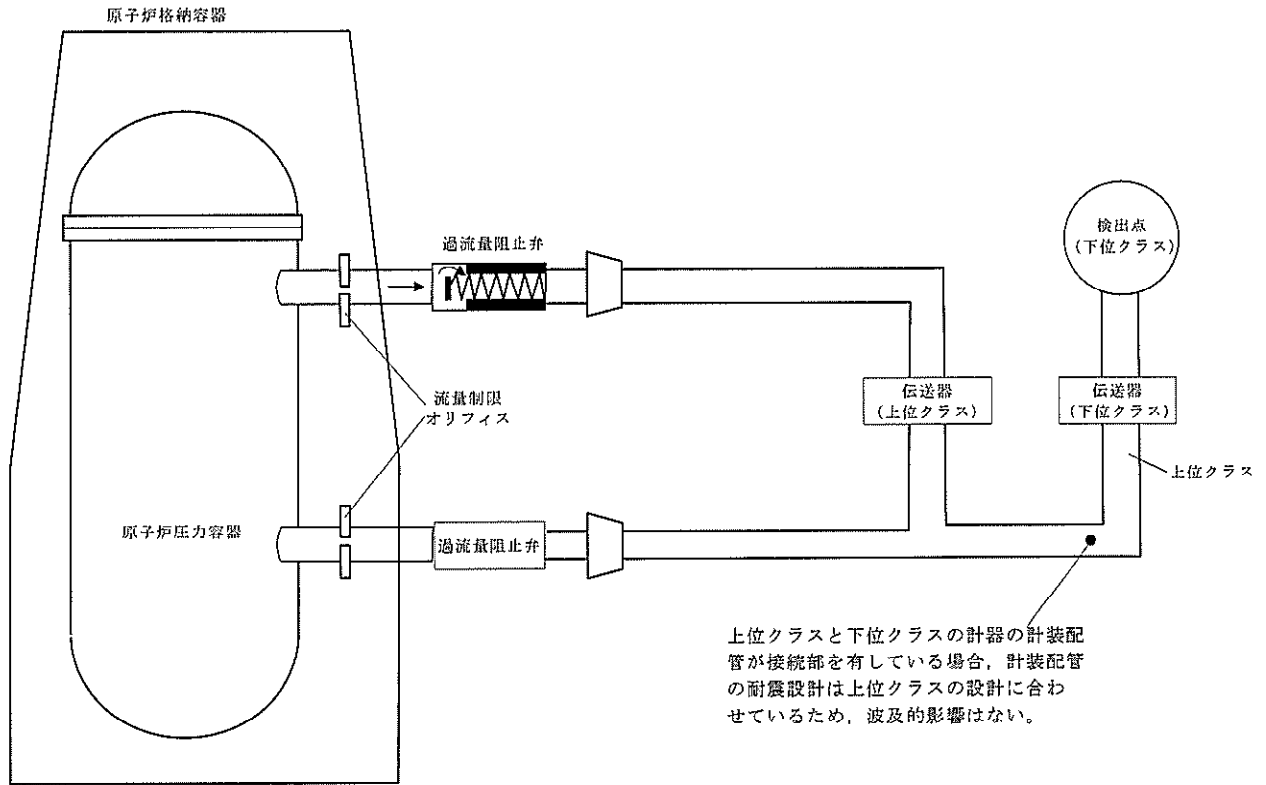 原子炉格納容器
過流量阻止弁
検出点
(下位クラス)
流量制限
オリフィス
伝送器
(上位クラス)
伝送器
(下位クラス)
上位クラス
原子炉圧力容器
過流量阻止弁
上位クラスと下位クラスの計器の計装配
管が接続部を有している場合，計装配管
の耐震設計は上位クラスの設計に合わ
せているため，波及的影響はない。